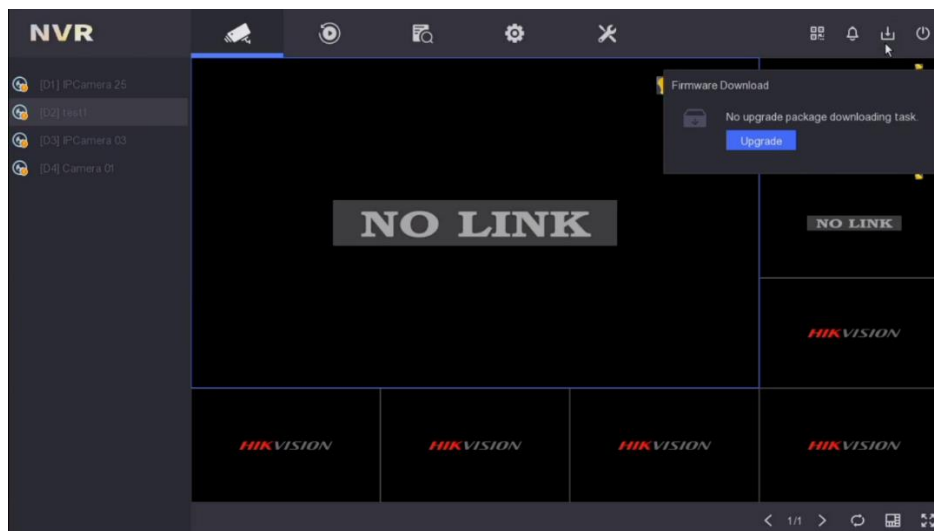 NVR
[D1] IPCamera 25
[D2] test1
[D3] IPCamera 03
[D4] Camera 01
Firmware Download
No upgrade package downloading task.
Upgrade
NO LINK
NO LINK
HIKVISION
HIKVISION
HIKVISION
HIKVISION
HIKVISION
1/1